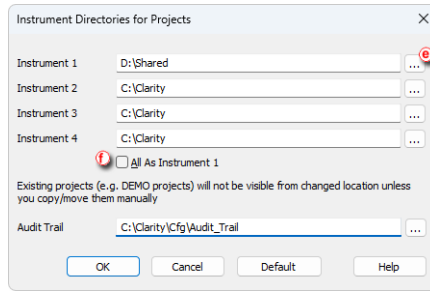 Instrument Directories for Projects
Instrument 1 D:\Shared ... e
Instrument 2 C:\Clarity ...
Instrument 3 C:\Clarity ...
Instrument 4 C:\Clarity ...
f All As Instrument 1
Existing projects (e.g. DEMO projects) will not be visible from changed location unless
you copy/move them manually
Audit Trail C:\Clarity\Cfg\Audit_Trail ...
OK Cancel Default Help